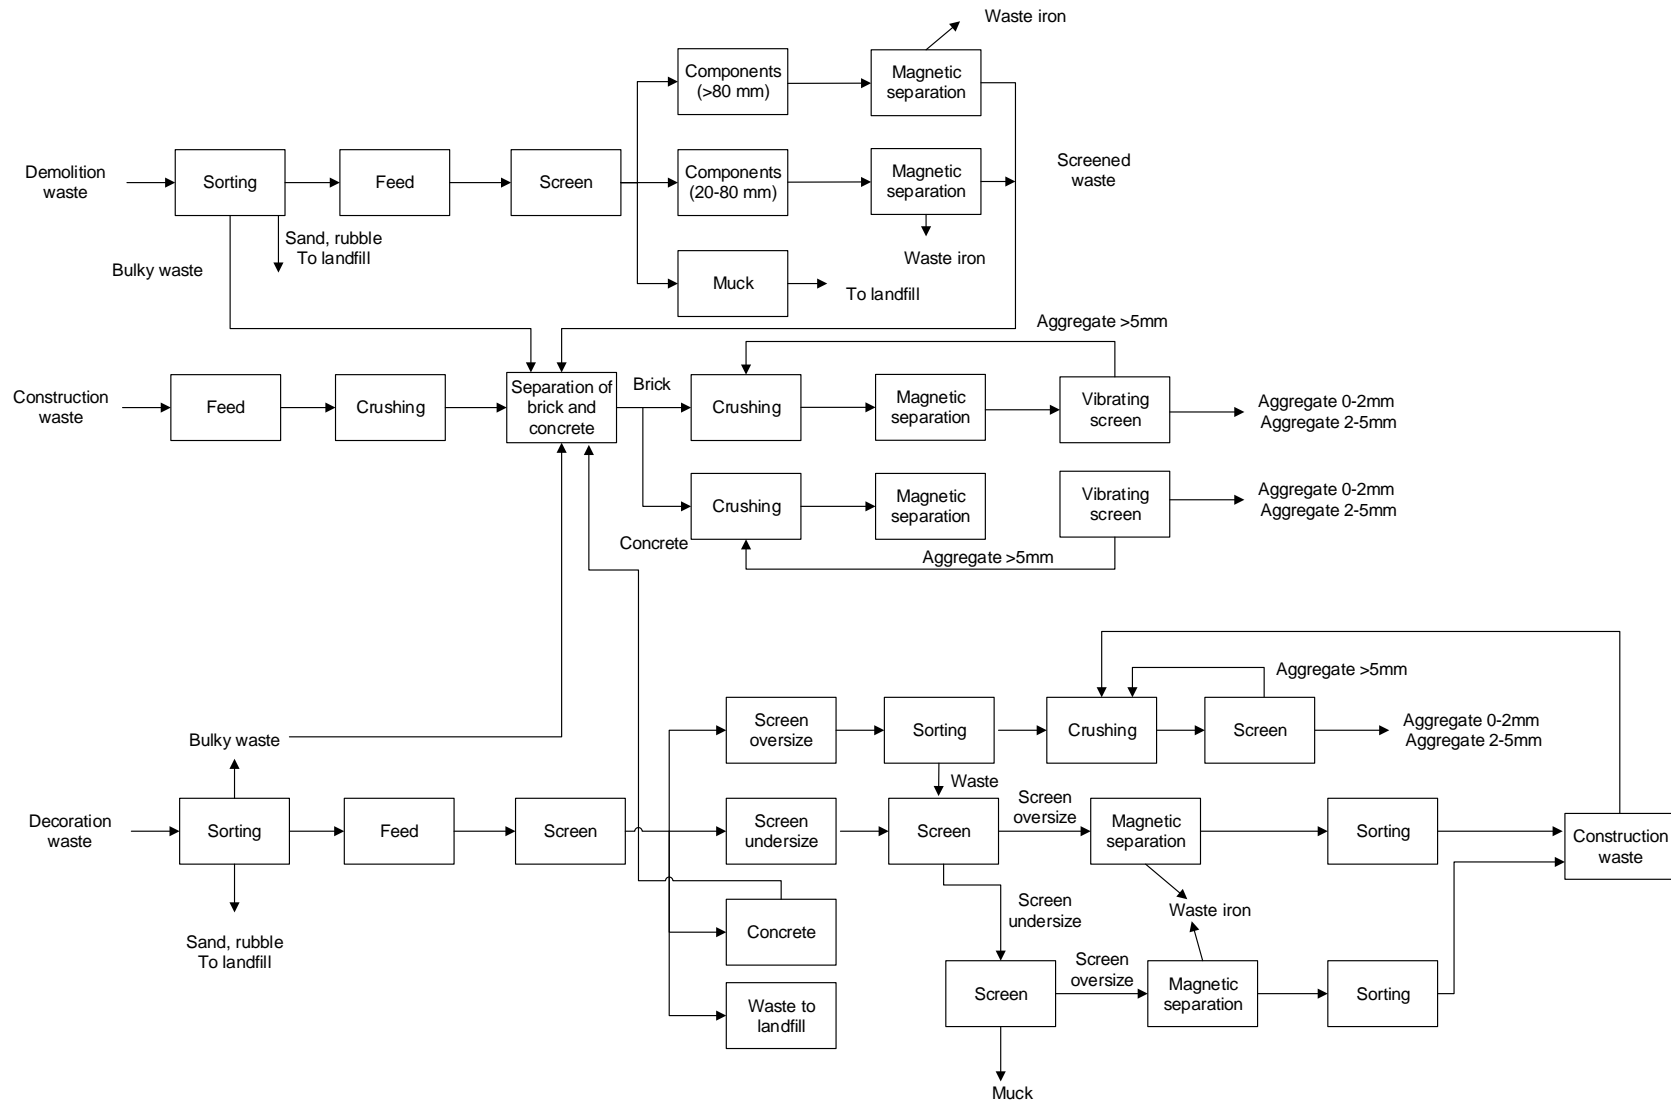 Waste iron
Components
(>80 mm)
Magnetic
separation
Demolition
waste
Sorting
Feed
Screen
Components
(20-80 mm)
Magnetic
separation
Screened
waste
Sand, rubble
To landfill
Bulky waste
Waste iron
Muck
To landfill
Aggregate >5mm
Construction
waste
Feed
Crushing
Separation of
brick and
concrete
Brick
Crushing
Magnetic
separation
Vibrating
screen
Aggregate 0-2mm
Aggregate 2-5mm
Concrete
Crushing
Magnetic
separation
Vibrating
screen
Aggregate 0-2mm
Aggregate 2-5mm
Aggregate >5mm
Aggregate >5mm
Screen
oversize
Sorting
Crushing
Screen
Aggregate 0-2mm
Aggregate 2-5mm
Bulky waste
Waste
Decoration
waste
Sorting
Feed
Screen
Screen
undersize
Screen
Screen
oversize
Magnetic
separation
Sorting
Construction
waste
Sand, rubble
To landfill
Concrete
Screen
undersize
Waste iron
Waste to
landfill
Screen
Screen
oversize
Magnetic
separation
Sorting
Muck